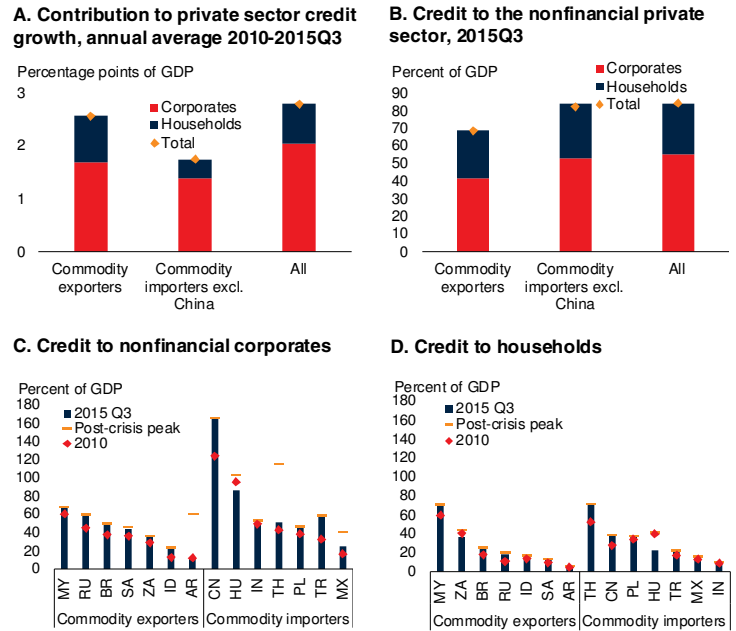 A. Contribution to private sector credit
growth, annual average 2010-2015Q3
Percentage points of GDP
3
2
1
0
Corporates
Households
Total
Commodity
exporters
Commodity
importers excl.
China
All
B. Credit to the nonfinancial private
sector, 2015Q3
Percent of GDP
90
80
70
60
50
40
30
20
10
0
Corporates
Households
Total
Commodity
exporters
Commodity
importers excl.
China
All
C. Credit to nonfinancial corporates
Percent of GDP
180
160
140
120
100
80
60
40
20
0
2015 Q3
Post-crisis peak
2010
MY RU BR SA ZA ID AR CN HU IN TH PL TR MX
Commodity exporters Commodity importers
D. Credit to households
Percent of GDP
180
160
140
120
100
80
60
40
20
0
2015 Q3
Post-crisis peak
2010
MY ZA BR RU ID SA AR TH CN PL HU TR MX IN
Commodity exporters Commodity importers